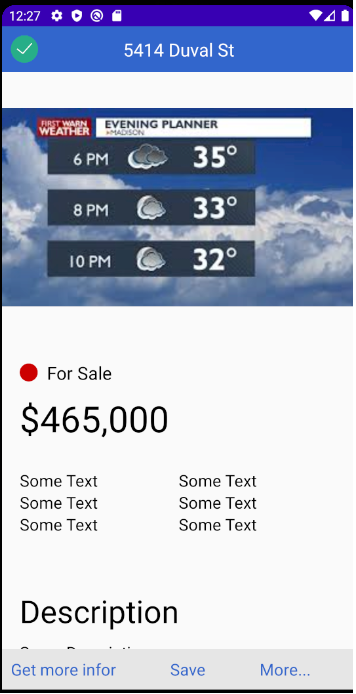 12:27
5414 Duval St
FIRST WARN WEATHER
EVENING PLANNER
▸MADISON
6 PM 35°
8 PM 33°
10 PM 32°
For Sale
$465,000
Some Text Some Text
Some Text Some Text
Some Text Some Text
Description
Get more infor Save More...